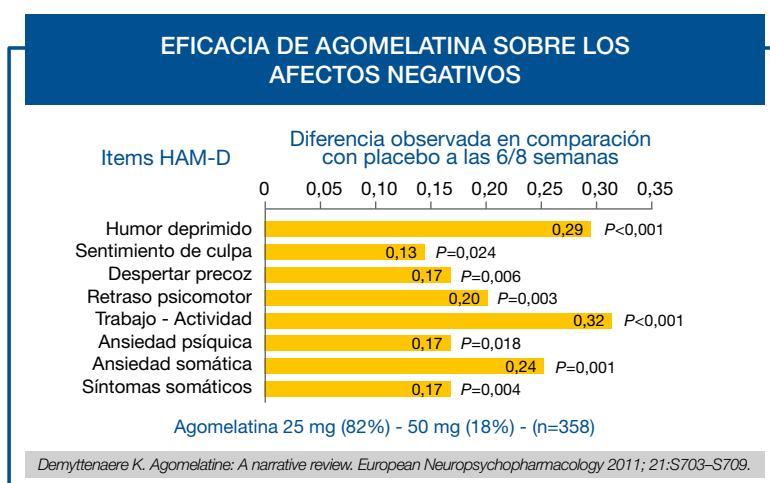 EFICACIA DE AGOMELATINA SOBRE LOS
AFECTOS NEGATIVOS
Items HAM-D
Diferencia observada en comparación
con placebo a las 6/8 semanas
0 0,05 0,10 0,15 0,20 0,25 0,30 0,35
Humor deprimido 0,29 P<0,001
Sentimiento de culpa 0,13 P=0,024
Despertar precoz 0,17 P=0,006
Retraso psicomotor 0,20 P=0,003
Trabajo - Actividad 0,32 P<0,001
Ansiedad psíquica 0,17 P=0,018
Ansiedad somática 0,24 P=0,001
Síntomas somáticos 0,17 P=0,004
Agomelatina 25 mg (82%) - 50 mg (18%) - (n=358)
Demyttenaere K. Agomelatine: A narrative review. European Neuropsychopharmacology 2011; 21:S703–S709.